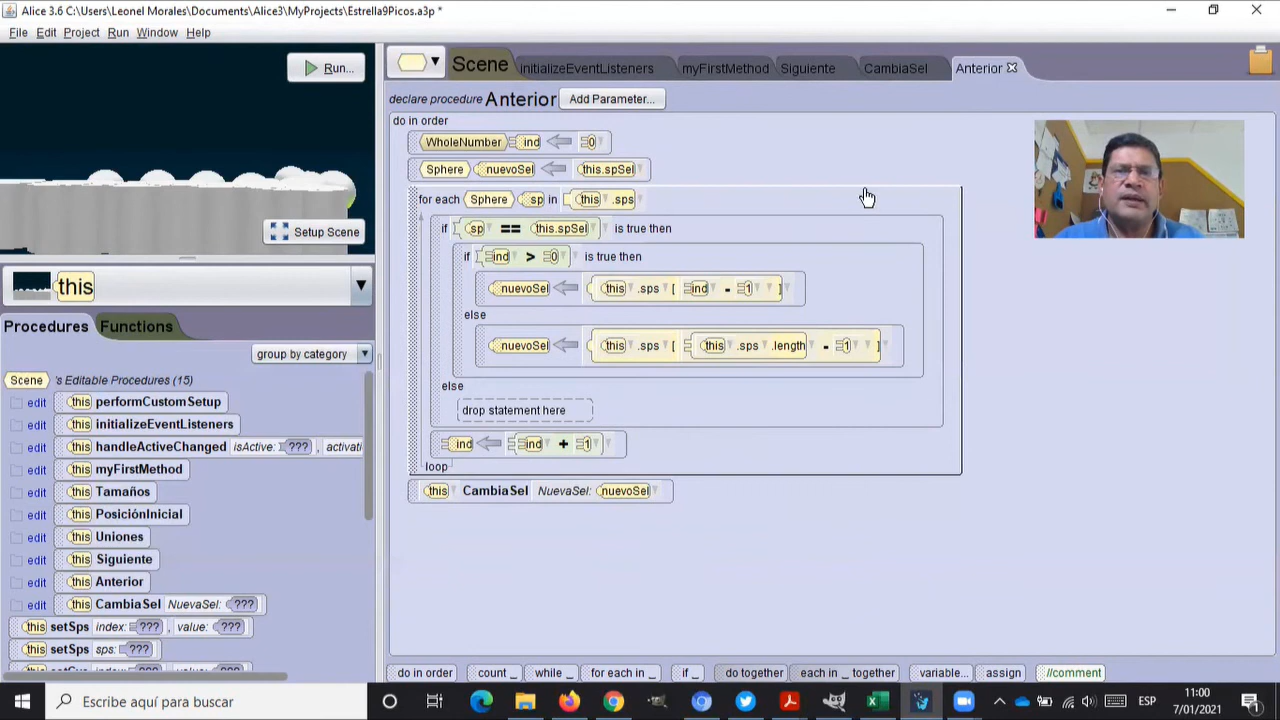 Alice 3.6 C:\Users\Leonel Morales\Documents\Alice3\MyProjects\Estrella9Picos.a3p *
File Edit Project Run Window Help
Run...
Setup Scene
this
Procedures Functions
group by category
Scene 's Editable Procedures (15)
edit this performCustomSetup
edit this initializeEventListeners
edit this handleActiveChanged isActive: ??? , activati
edit this myFirstMethod
edit this Tamaños
edit this PosiciónInicial
edit this Uniones
edit this Siguiente
edit this Anterior
edit this CambiaSel NuevaSel: ???
this setSps index: ??? , value: ???
this setSps sps: ???
Scene initializeEventListeners myFirstMethod Siguiente CambiaSel Anterior
declare procedure Anterior Add Parameter...
do in order
WholeNumber ind 0
Sphere nuevoSel this.spSel
for each Sphere sp in this .sps
if sp == this.spSel is true then
if ind > 0 is true then
nuevoSel this .sps [ ind - 1 ]
else
nuevoSel this .sps [ this .sps .length - 1 ]
else
drop statement here
ind ind + 1
loop
this CambiaSel NuevaSel: nuevoSel
do in order count _ while _ for each in _ if _ do together each in _ together variable... assign //comment
Escribe aquí para buscar
ESP
11:00
7/01/2021